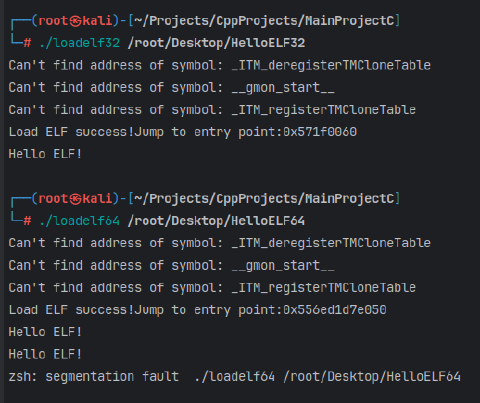 ┌──(root㉿kali)-[~/Projects/CppProjects/MainProjectC]
└─# ./loadelf32 /root/Desktop/HelloELF32
Can't find address of symbol: _ITM_deregisterTMCloneTable
Can't find address of symbol: __gmon_start__
Can't find address of symbol: _ITM_registerTMCloneTable
Load ELF success!Jump to entry point:0x571f0060
Hello ELF!
┌──(root㉿kali)-[~/Projects/CppProjects/MainProjectC]
└─# ./loadelf64 /root/Desktop/HelloELF64
Can't find address of symbol: _ITM_deregisterTMCloneTable
Can't find address of symbol: __gmon_start__
Can't find address of symbol: _ITM_registerTMCloneTable
Load ELF success!Jump to entry point:0x556ed1d7e050
Hello ELF!
Hello ELF!
zsh: segmentation fault  ./loadelf64 /root/Desktop/HelloELF64